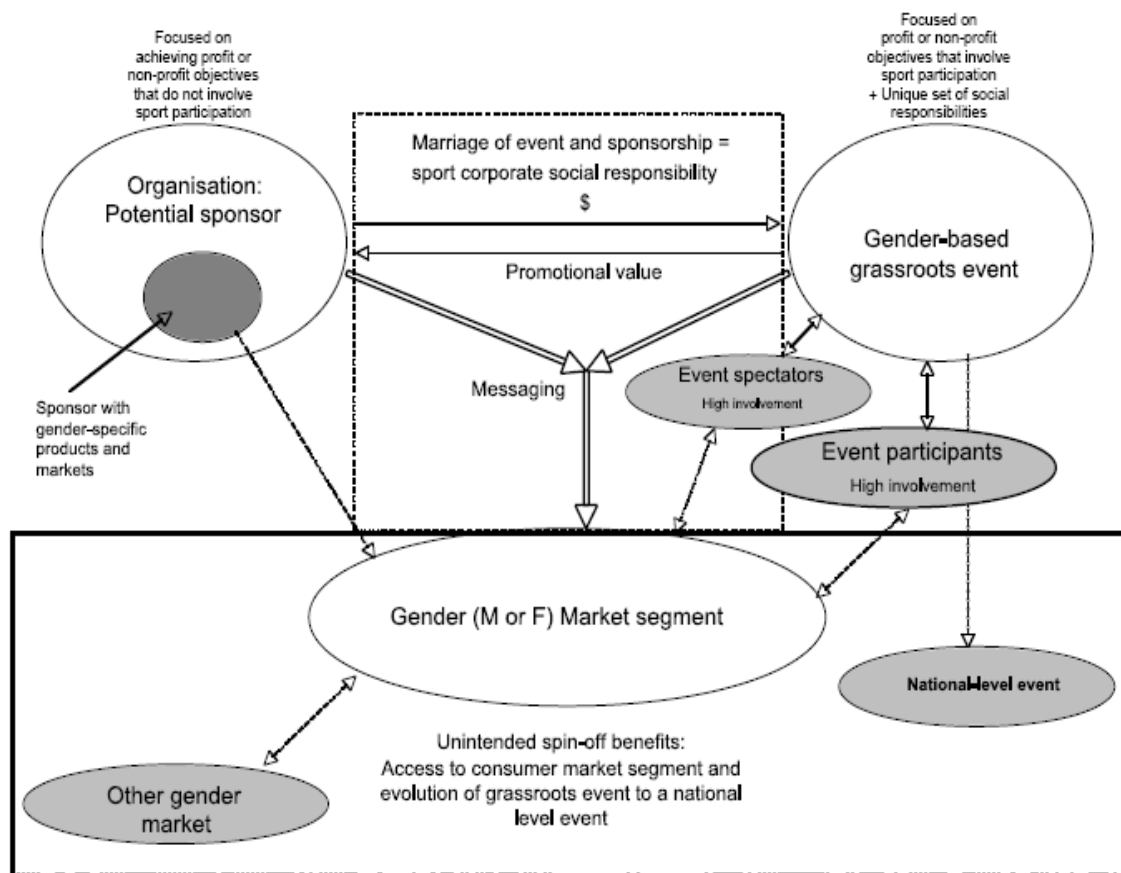 Focused on
achieving profit or
non-profit objectives
that do not involve
sport participation
Focused on
profit or non-profit
objectives that involve
sport participation
+ Unique set of social
responsibilities
Marriage of event and sponsorship =
sport corporate social responsibility
$
Organisation:
Potential sponsor
Gender-based
grassroots event
Promotional value
Messaging
Event spectators
High involvement
Sponsor with
gender-specific
products and
markets
Event participants
High involvement
Gender (M or F) Market segment
National-level event
Unintended spin-off benefits:
Access to consumer market segment and
evolution of grassroots event to a national
level event
Other gender
market